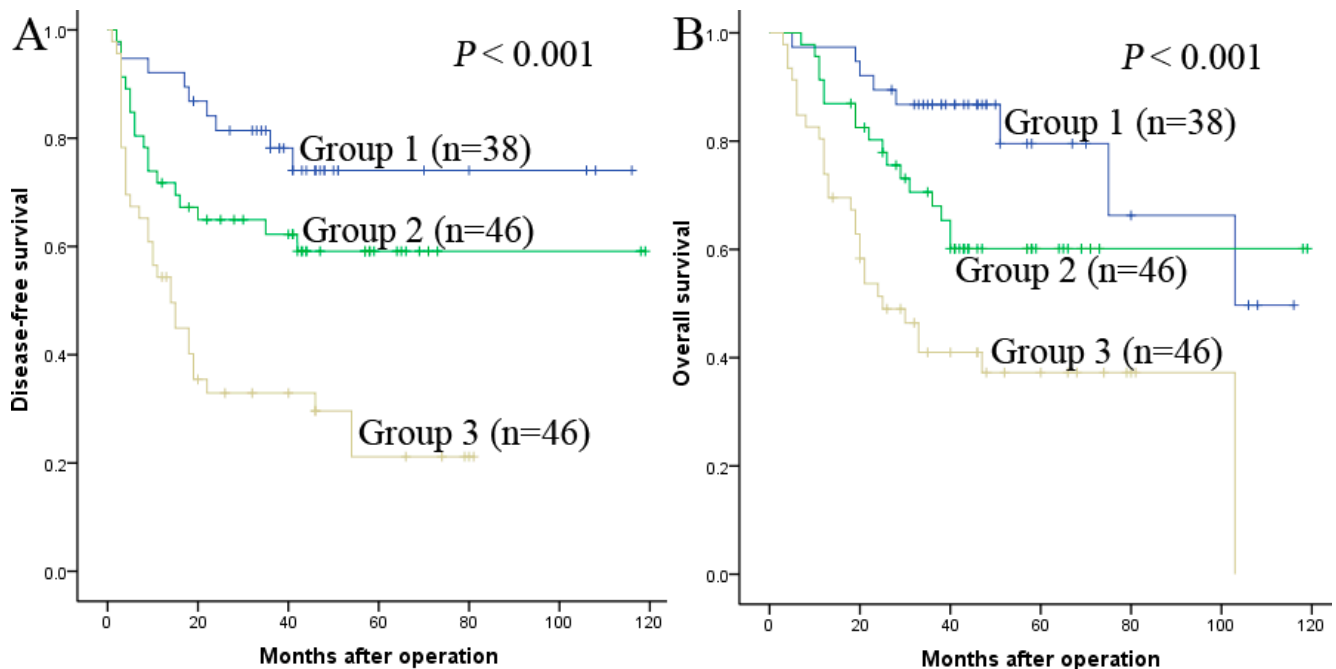 A
P < 0.001
Disease-free survival
1.0
0.8
0.6
0.4
0.2
0.0
Group 1 (n=38)
Group 2 (n=46)
Group 3 (n=46)
0 20 40 60 80 100 120
Months after operation
B
P < 0.001
Overall survival
1.0
0.8
0.6
0.4
0.2
0.0
Group 1 (n=38)
Group 2 (n=46)
Group 3 (n=46)
0 20 40 60 80 100 120
Months after operation